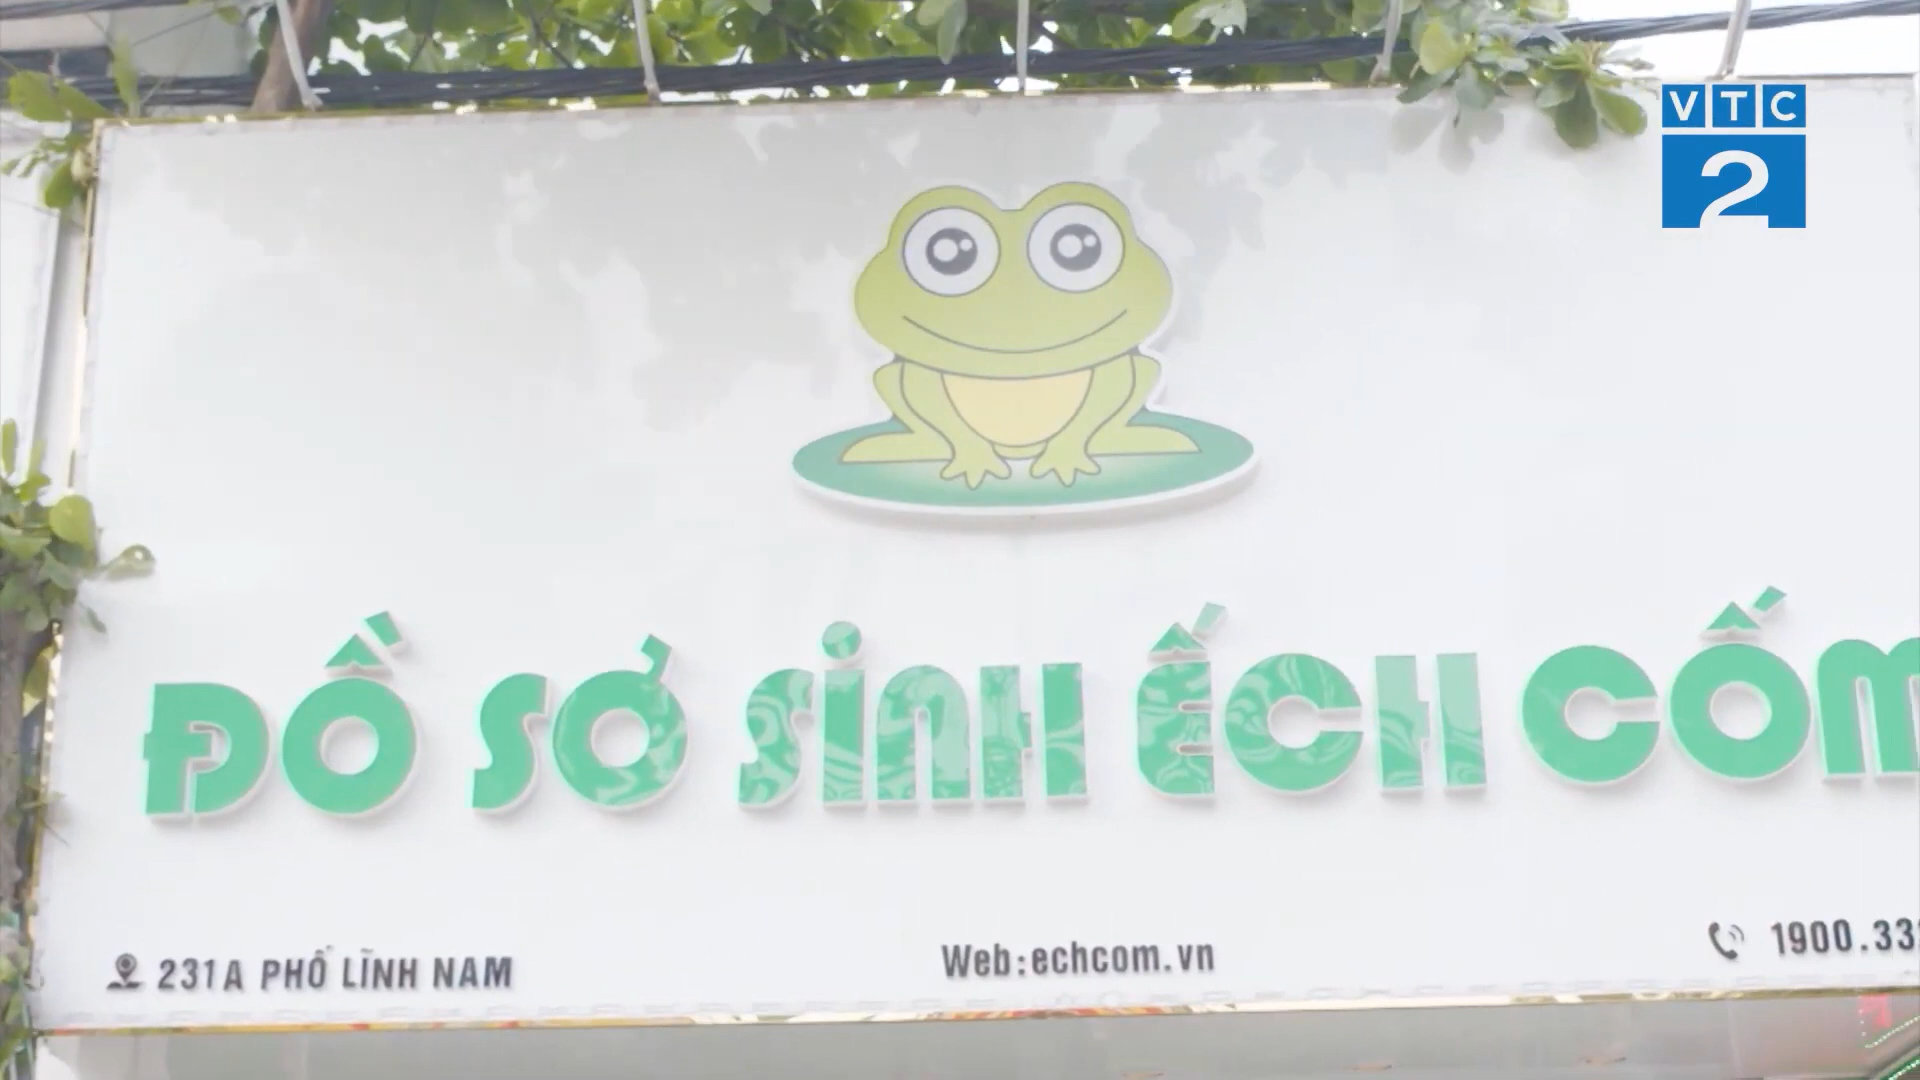 VTC
2
ĐỒ SƠ SINH ẾCH CỐM
231A PHỐ LĨNH NAM
Web:echcom.vn
1900.33